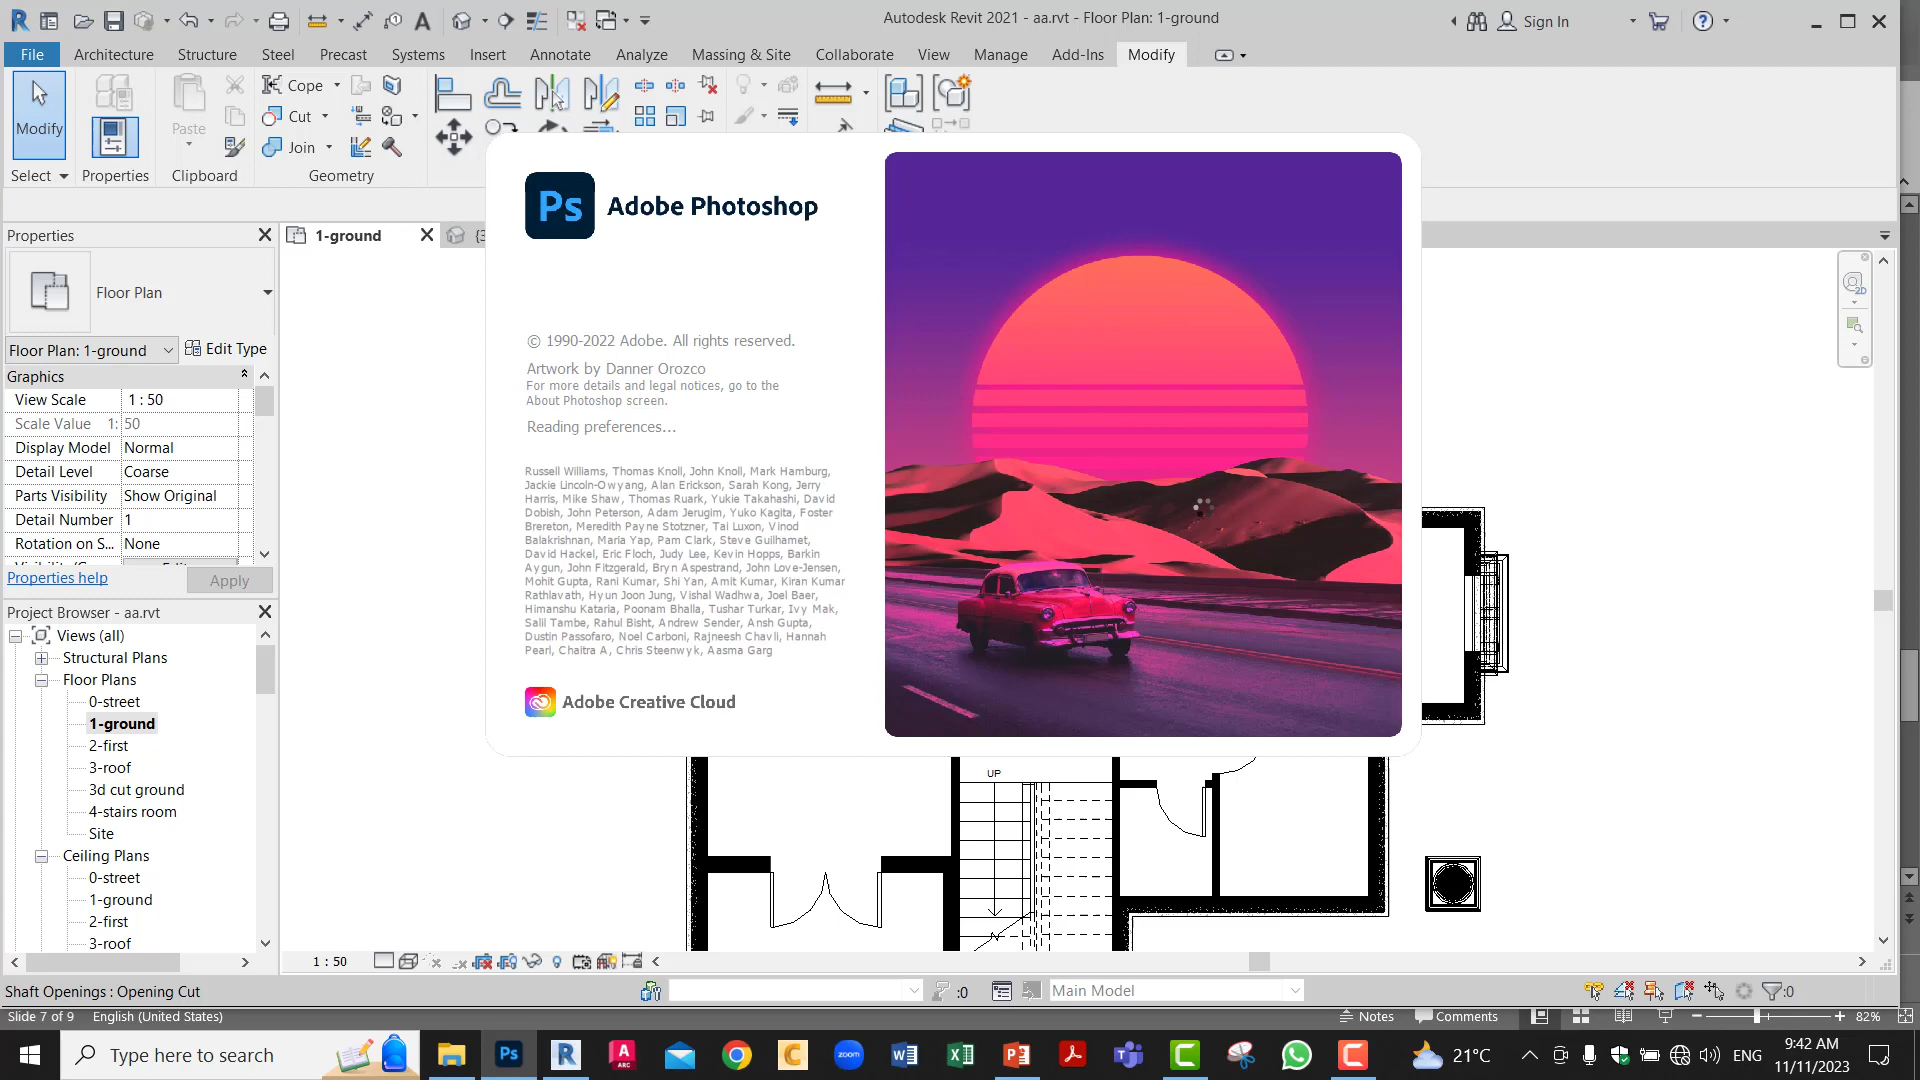 Autodesk Revit 2021 - aa.rvt - Floor Plan: 1-ground
Sign In
File Architecture Structure Steel Precast Systems Insert Annotate Analyze Massing & Site Collaborate View Manage Add-Ins Modify
Modify
Paste
Cope
Cut
Join
Select
Properties
Clipboard
Geometry
Properties
1-ground
Floor Plan
Floor Plan: 1-ground
Edit Type
Graphics
View Scale 1 : 50
Scale Value 1: 50
Display Model Normal
Detail Level Coarse
Parts Visibility Show Original
Detail Number 1
Rotation on S... None
Properties help
Apply
Project Browser - aa.rvt
Views (all)
Structural Plans
Floor Plans
0-street
1-ground
2-first
3-roof
3d cut ground
4-stairs room
Site
Ceiling Plans
0-street
1-ground
2-first
3-roof
Ps Adobe Photoshop
© 1990-2022 Adobe. All rights reserved.
Artwork by Danner Orozco
For more details and legal notices, go to the
About Photoshop screen.
Reading preferences...
Russell Williams, Thomas Knoll, John Knoll, Mark Hamburg,
Jackie Lincoln-Owyang, Alan Erickson, Sarah Kong, Jerry
Harris, Mike Shaw, Thomas Ruark, Yukie Takahashi, David
Dobish, John Peterson, Adam Jerugim, Yuko Kagita, Foster
Brereton, Meredith Payne Stotzner, Tai Luxon, Vinod
Balakrishnan, Maria Yap, Pam Clark, Steve Guilhamet,
David Hackel, Eric Floch, Judy Lee, Kevin Hopps, Barkin
Aygun, John Fitzgerald, Bryn Aspestrand, John Love-Jensen,
Mohit Gupta, Rani Kumar, Shi Yan, Amit Kumar, Kiran Kumar
Rathlavath, Hyun Joon Jung, Vishal Wadhwa, Joel Baer,
Himanshu Kataria, Poonam Bhalla, Tushar Turkar, Ivy Mak,
Salil Tambe, Rahul Bisht, Andrew Sender, Ansh Gupta,
Dustin Passofaro, Noel Carboni, Rajneesh Chavli, Hannah
Pearl, Chaitra A, Chris Steenwyk, Aasma Garg
Adobe Creative Cloud
UP
1 : 50
Shaft Openings : Opening Cut
:0
Main Model
:0
Slide 7 of 9 English (United States)
Notes Comments 82%
Type here to search
21°C
ENG
9:42 AM
11/11/2023